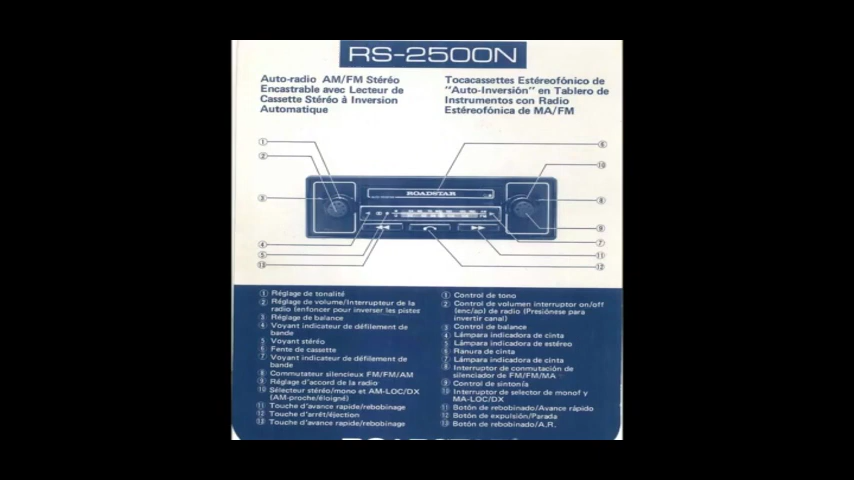 RS-2500N
Auto-radio AM/FM Stéréo
Encastrable avec Lecteur de
Cassette Stéréo à Inversion
Automatique
Tocacassettes Estéreofónico de
"Auto-Inversión" en Tablero de
Instrumentos con Radio
Estéreofónica de MA/FM
ROADSTAR
① Réglage de tonalité
② Réglage de volume/Interrupteur de la
radio (enfoncer pour inverser les pistes
③ Réglage de balance
④ Voyant indicateur de défilement de
bande
⑤ Voyant stéréo
⑥ Fente de cassette
⑦ Voyant indicateur de défilement de
bande
⑧ Commutateur silencieux FM/FM/AM
⑨ Réglage d'accord de la radio
⑩ Sélecteur stéréo/mono et AM-LOC/DX
(AM-proche/éloigné)
⑪ Touche d'avance rapide/rebobinage
⑫ Touche d'arrêt/éjection
⑬ Touche d'avance rapide/rebobinage
① Control de tono
② Control de volumen interruptor on/off
(enc/ap) de radio (Presiónese para
invertir canal)
③ Control de balance
④ Lámpara indicadora de cinta
⑤ Lámpara indicadora de estéreo
⑥ Ranura de cinta
⑦ Lámpara indicadora de cinta
⑧ Interruptor de conmutación de
silenciador de FM/FM/MA
⑨ Control de sintonía
⑩ Interruptor de selector de monof y
MA-LOC/DX
⑪ Botón de rebobinado/Avance rápido
⑫ Botón de expulsión/Parada
⑬ Botón de rebobinado/A.R.